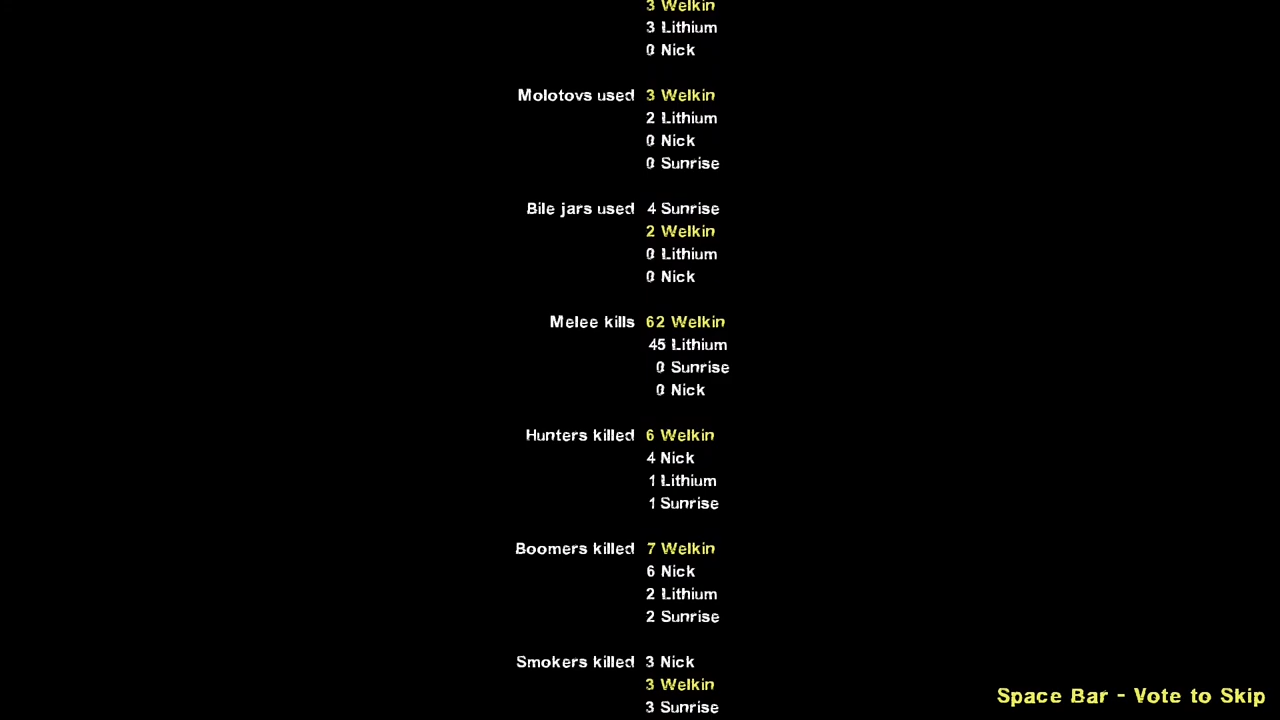 3 Welkin
3 Lithium
0 Nick
Molotovs used 3 Welkin
2 Lithium
0 Nick
0 Sunrise
Bile jars used 4 Sunrise
2 Welkin
0 Lithium
0 Nick
Melee kills 62 Welkin
45 Lithium
0 Sunrise
0 Nick
Hunters killed 6 Welkin
4 Nick
1 Lithium
1 Sunrise
Boomers killed 7 Welkin
6 Nick
2 Lithium
2 Sunrise
Smokers killed 3 Nick
3 Welkin
3 Sunrise
Space Bar - Vote to Skip